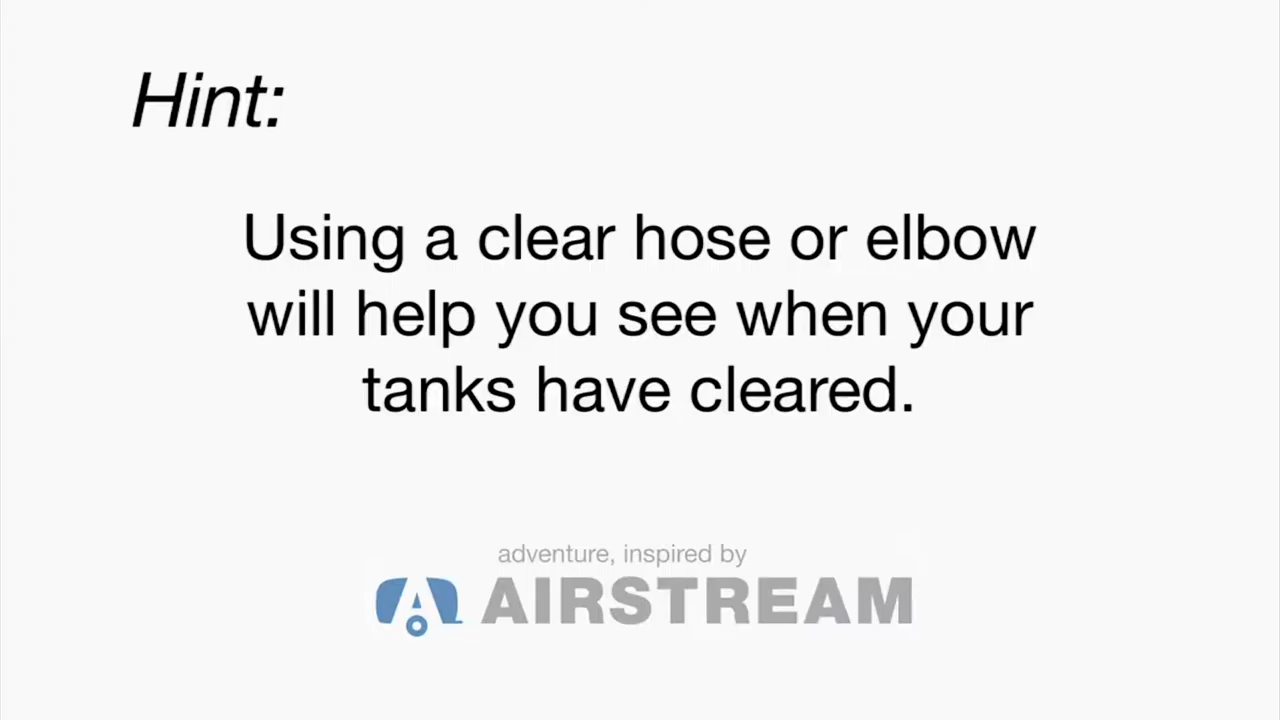 Hint:
Using a clear hose or elbow
will help you see when your
tanks have cleared.
adventure, inspired by
AIRSTREAM